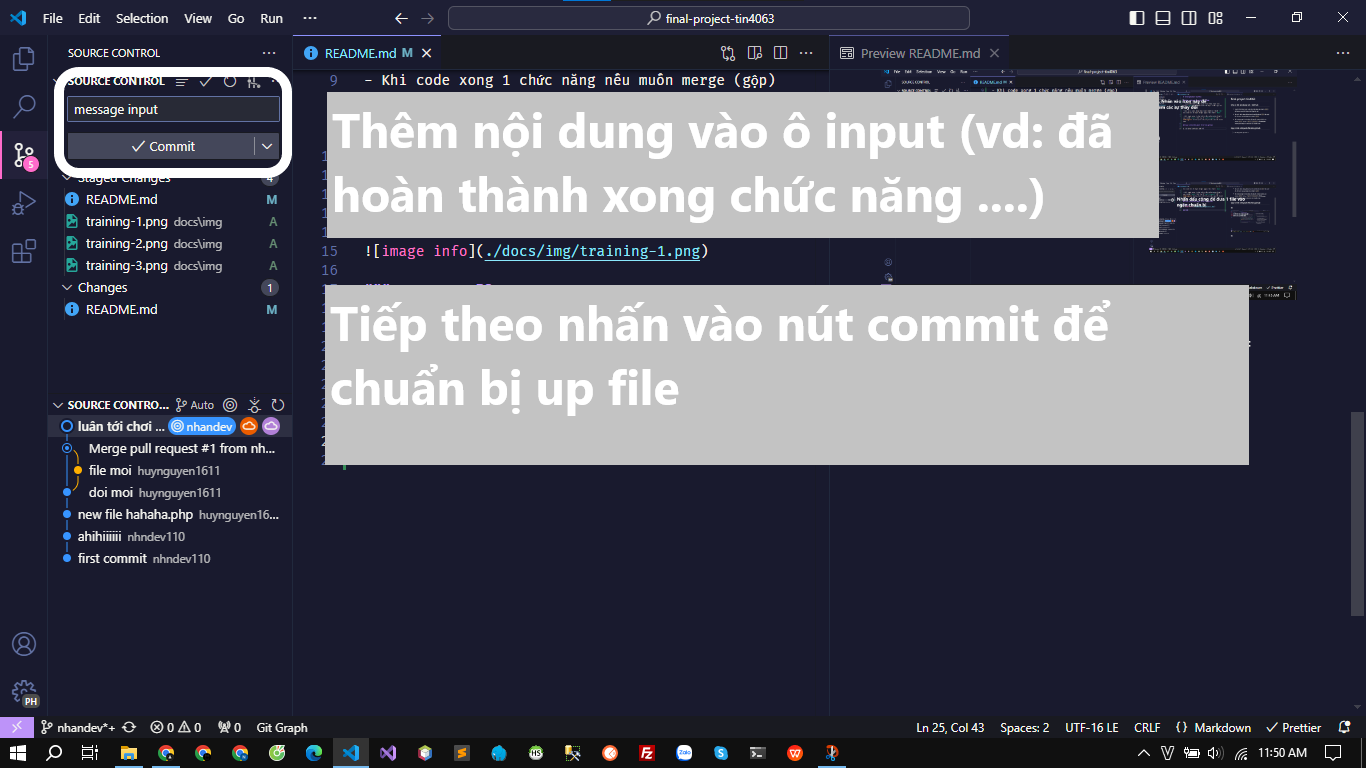 File Edit Selection View Go Run ··· final-project-tin4063
SOURCE CONTROL
SOURCE CONTROL
message input
Commit
Staged Changes 4
README.md M
training-1.png docs\img A
training-2.png docs\img A
training-3.png docs\img A
Changes 1
README.md M
SOURCE CONTRO... Auto
luân tới chơi ... nhandev
Merge pull request #1 from nh...
file moi huynguyen1611
doi moi huynguyen1611
new file hahaha.php huynguyen16...
ahihiiiiii nhndev110
first commit nhndev110
README.md M
9 - Khi code xong 1 chức năng nếu muốn merge (gộp)
Thêm nội dung vào ô input (vd: đã
hoàn thành xong chức năng ....)
15 ![image info](./docs/img/training-1.png)
16
Tiếp theo nhấn vào nút commit để
chuẩn bị up file
Preview README.md
5
PH
nhandev*+ 0 0 0 Git Graph Ln 25, Col 43 Spaces: 2 UTF-16 LE CRLF {} Markdown Prettier
11:50 AM